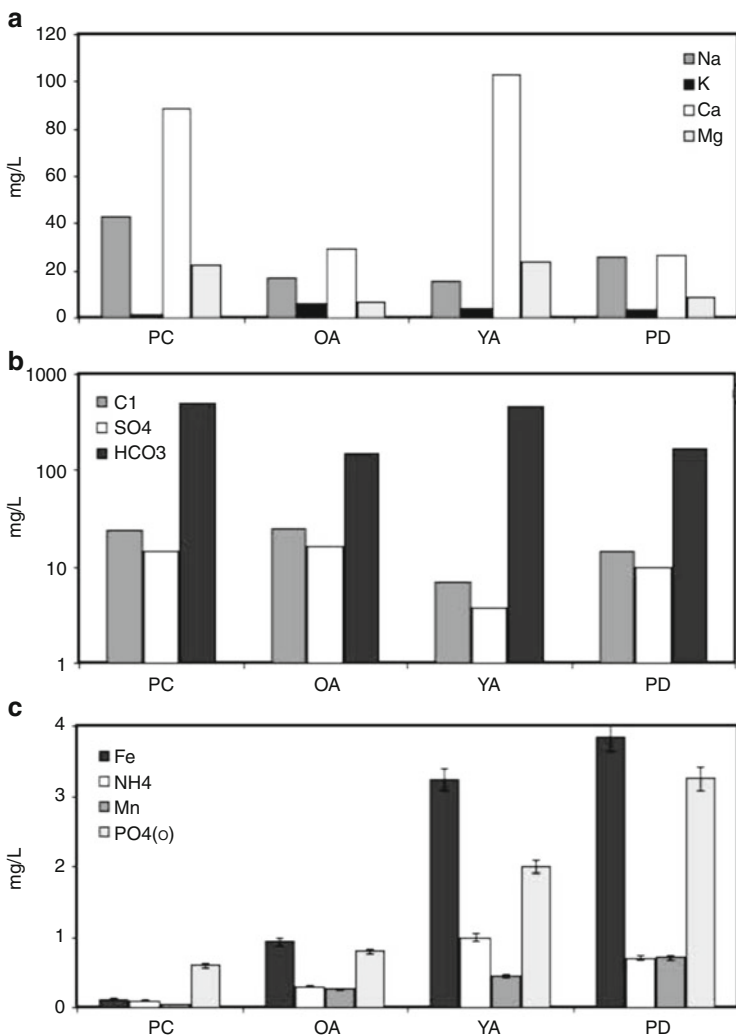 a
120
100
80
60
40
20
0
mg/L
Na
K
Ca
Mg
PC OA YA PD
b
1000
100
10
1
mg/L
C1
SO4
HCO3
PC OA YA PD
c
4
3
2
1
0
mg/L
Fe
NH4
Mn
PO4(o)
PC OA YA PD